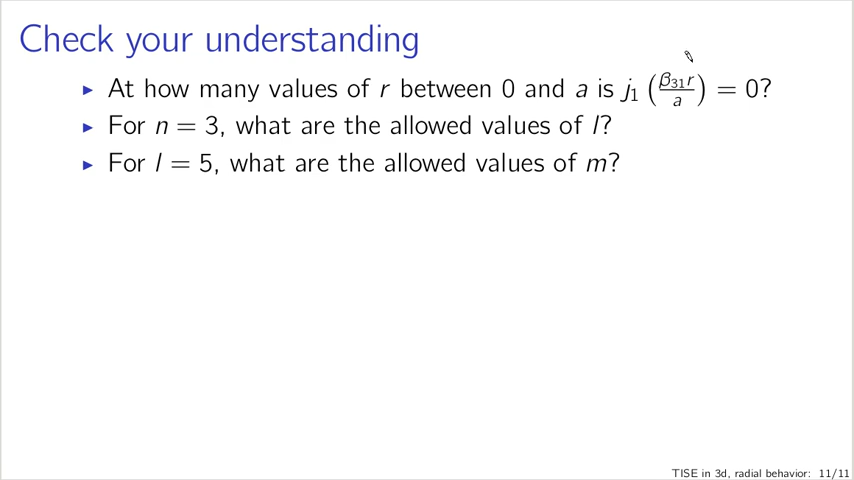 Check your understanding
▶ At how many values of r between 0 and a is j₁ (β₃₁r/a) = 0?
▶ For n = 3, what are the allowed values of l?
▶ For l = 5, what are the allowed values of m?
TISE in 3d, radial behavior: 11/11